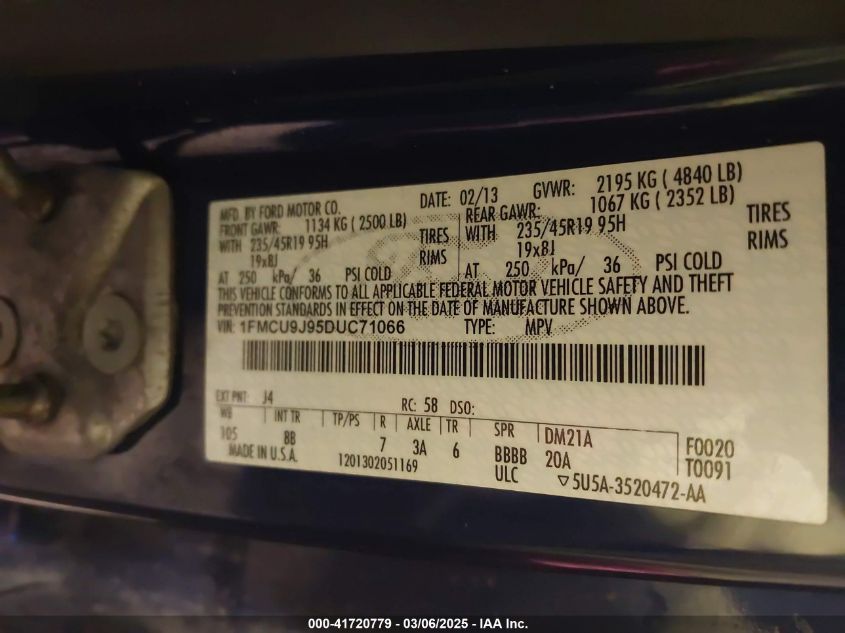 MFD. BY FORD MOTOR CO. DATE: 02/13 GVWR: 2195 KG ( 4840 LB)
FRONT GAWR: 1134 KG ( 2500 LB) REAR GAWR: 1067 KG ( 2352 LB)
WITH 235/45R19 95H TIRES WITH 235/45R19 95H TIRES
19x8J RIMS 19x8J RIMS
AT 250 kPa/ 36 PSI COLD AT 250 kPa/ 36 PSI COLD
THIS VEHICLE CONFORMS TO ALL APPLICABLE FEDERAL MOTOR VEHICLE SAFETY AND THEFT
PREVENTION STANDARDS IN EFFECT ON THE DATE OF MANUFACTURE SHOWN ABOVE.
VIN: 1FMCU9J95DUC71066 TYPE: MPV
EXT PNT: J4 RC: 58 DSO:
WB INT TR TP/PS R AXLE TR SPR DM21A F0020
105 8B 7 3A 6 BBBB 20A T0091
MADE IN U.S.A. 1201302051169 ULC ▽5U5A-3520472-AA
000-41720779 - 03/06/2025 - IAA Inc.